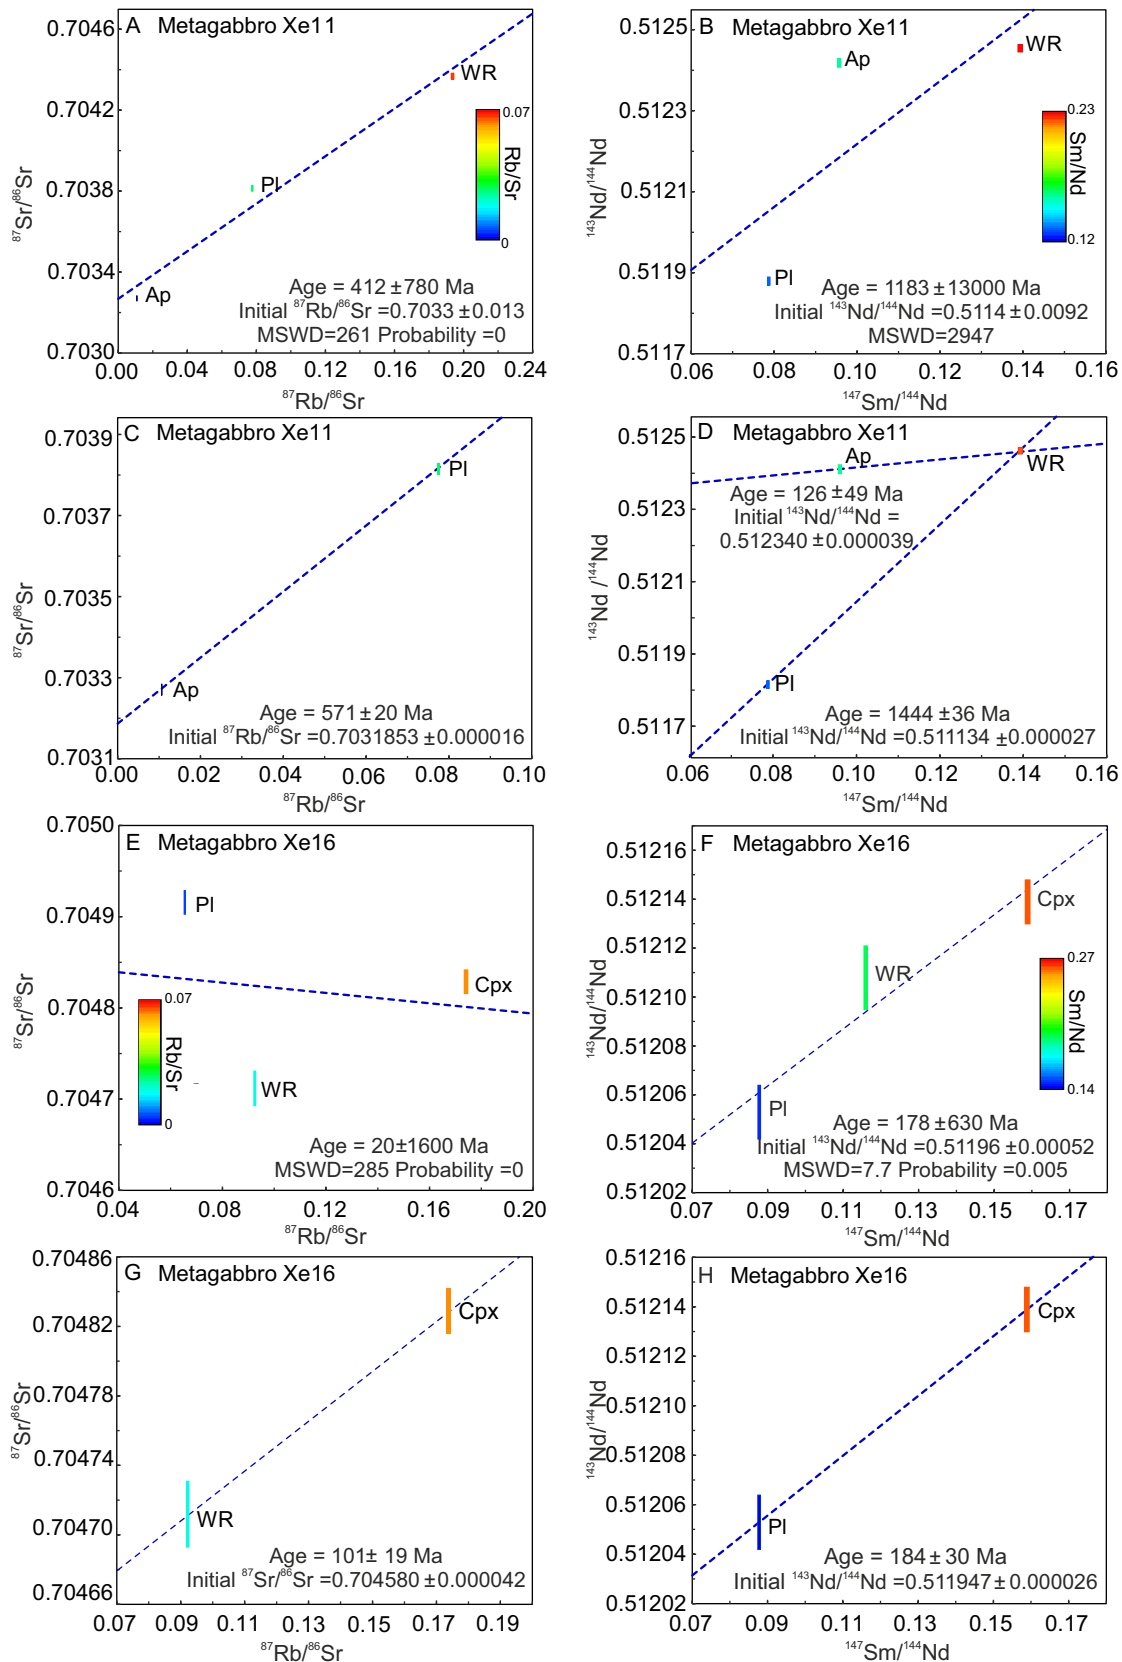 A Metagabbro Xe11
0.7046
0.7042
0.7038
0.7034
0.7030
⁸⁷Sr/⁸⁶Sr
WR
Pl
Ap
0.07
Rb/Sr
0
Age = 412 ±780 Ma
Initial ⁸⁷Rb/⁸⁶Sr =0.7033 ±0.013
MSWD=261 Probability =0
0.00 0.04 0.08 0.12 0.16 0.20 0.24
⁸⁷Rb/⁸⁶Sr
B Metagabbro Xe11
0.5125
0.5123
0.5121
0.5119
0.5117
¹⁴³Nd/¹⁴⁴Nd
WR
Ap
Pl
0.23
Sm/Nd
0.12
Age = 1183 ±13000 Ma
Initial ¹⁴³Nd/¹⁴⁴Nd =0.5114 ±0.0092
MSWD=2947
0.06 0.08 0.10 0.12 0.14 0.16
¹⁴⁷Sm/¹⁴⁴Nd
C Metagabbro Xe11
0.7039
0.7037
0.7035
0.7033
0.7031
⁸⁷Sr/⁸⁶Sr
Pl
Ap
Age = 571 ±20 Ma
Initial ⁸⁷Rb/⁸⁶Sr =0.7031853 ±0.000016
0.00 0.02 0.04 0.06 0.08 0.10
⁸⁷Rb/⁸⁶Sr
D Metagabbro Xe11
0.5125
0.5123
0.5121
0.5119
0.5117
¹⁴³Nd /¹⁴⁴Nd
Ap
WR
Age = 126 ±49 Ma
Initial ¹⁴³Nd/¹⁴⁴Nd =
0.512340 ±0.000039
Pl
Age = 1444 ±36 Ma
Initial ¹⁴³Nd/¹⁴⁴Nd =0.511134 ±0.000027
0.06 0.08 0.10 0.12 0.14 0.16
¹⁴⁷Sm/¹⁴⁴Nd
E Metagabbro Xe16
0.7050
0.7049
0.7048
0.7047
0.7046
⁸⁷Sr/⁸⁶Sr
Pl
Cpx
WR
0.07
Rb/Sr
0
Age = 20±1600 Ma
MSWD=285 Probability =0
0.04 0.08 0.12 0.16 0.20
⁸⁷Rb/⁸⁶Sr
F Metagabbro Xe16
0.51216
0.51214
0.51212
0.51210
0.51208
0.51206
0.51204
0.51202
¹⁴³Nd/¹⁴⁴Nd
Cpx
WR
Pl
0.27
Sm/Nd
0.14
Age = 178 ±630 Ma
Initial ¹⁴³Nd/¹⁴⁴Nd =0.51196 ±0.00052
MSWD=7.7 Probability =0.005
0.07 0.09 0.11 0.13 0.15 0.17
¹⁴⁷Sm/¹⁴⁴Nd
G Metagabbro Xe16
0.70486
0.70482
0.70478
0.70474
0.70470
0.70466
⁸⁷Sr/⁸⁶Sr
Cpx
WR
Age = 101± 19 Ma
Initial ⁸⁷Sr/⁸⁶Sr =0.704580 ±0.000042
0.07 0.09 0.11 0.13 0.15 0.17 0.19
⁸⁷Rb/⁸⁶Sr
H Metagabbro Xe16
0.51216
0.51214
0.51212
0.51210
0.51208
0.51206
0.51204
0.51202
¹⁴³Nd/¹⁴⁴Nd
Cpx
Pl
Age = 184 ±30 Ma
Initial ¹⁴³Nd/¹⁴⁴Nd =0.511947 ±0.000026
0.07 0.09 0.11 0.13 0.15 0.17
¹⁴⁷Sm/¹⁴⁴Nd